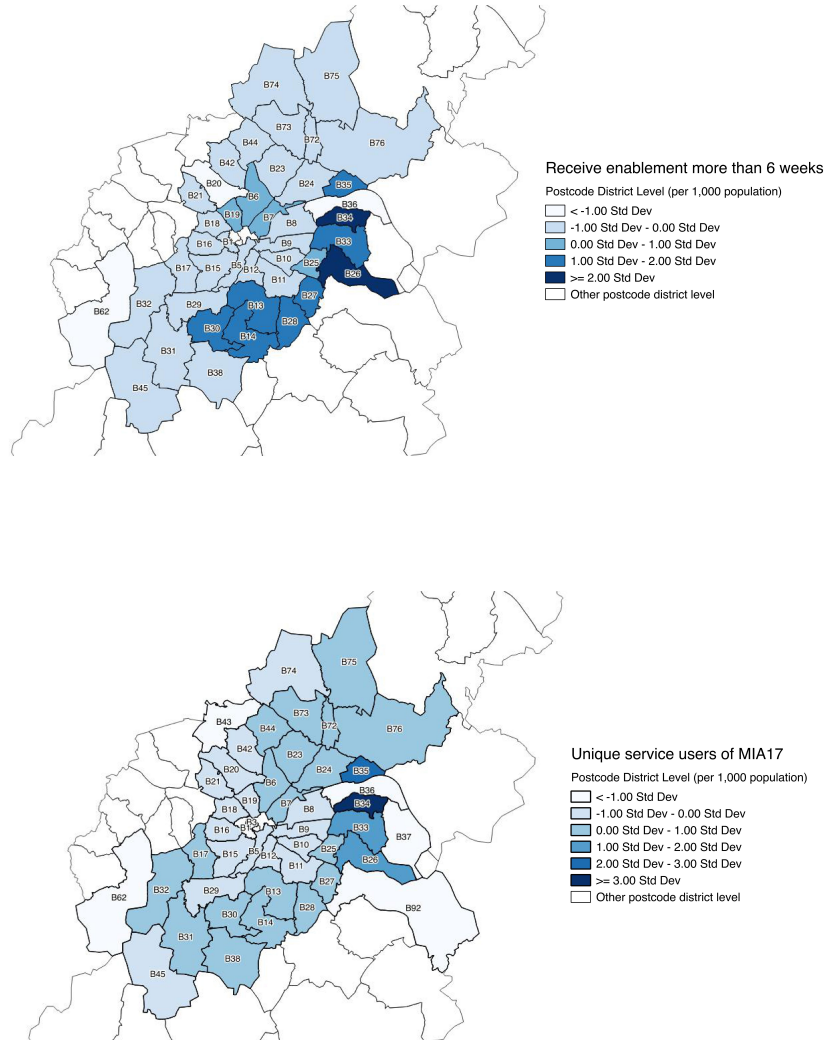 B75
B74
B73
B72
B76
B44
B42
B23
B20
B24
B35
B21
B6
B36
B19
B7
B34
B18
B8
B16
B1
B9
B33
B10
B25
B17
B15
B5
B12
B26
B11
B27
B62
B32
B29
B13
B28
B30
B14
B31
B38
B45
Receive enablement more than 6 weeks
Postcode District Level (per 1,000 population)
< -1.00 Std Dev
-1.00 Std Dev - 0.00 Std Dev
0.00 Std Dev - 1.00 Std Dev
1.00 Std Dev - 2.00 Std Dev
>= 2.00 Std Dev
Other postcode district level
B75
B74
B73
B43
B72
B44
B76
B42
B23
B20
B24
B35
B21
B6
B36
B19
B7
B34
B18
B8
B3
B16
B1
B9
B33
B37
B10
B25
B17
B15
B5
B12
B26
B11
B27
B62
B32
B29
B13
B28
B92
B30
B14
B31
B38
B45
Unique service users of MIA17
Postcode District Level (per 1,000 population)
< -1.00 Std Dev
-1.00 Std Dev - 0.00 Std Dev
0.00 Std Dev - 1.00 Std Dev
1.00 Std Dev - 2.00 Std Dev
2.00 Std Dev - 3.00 Std Dev
>= 3.00 Std Dev
Other postcode district level